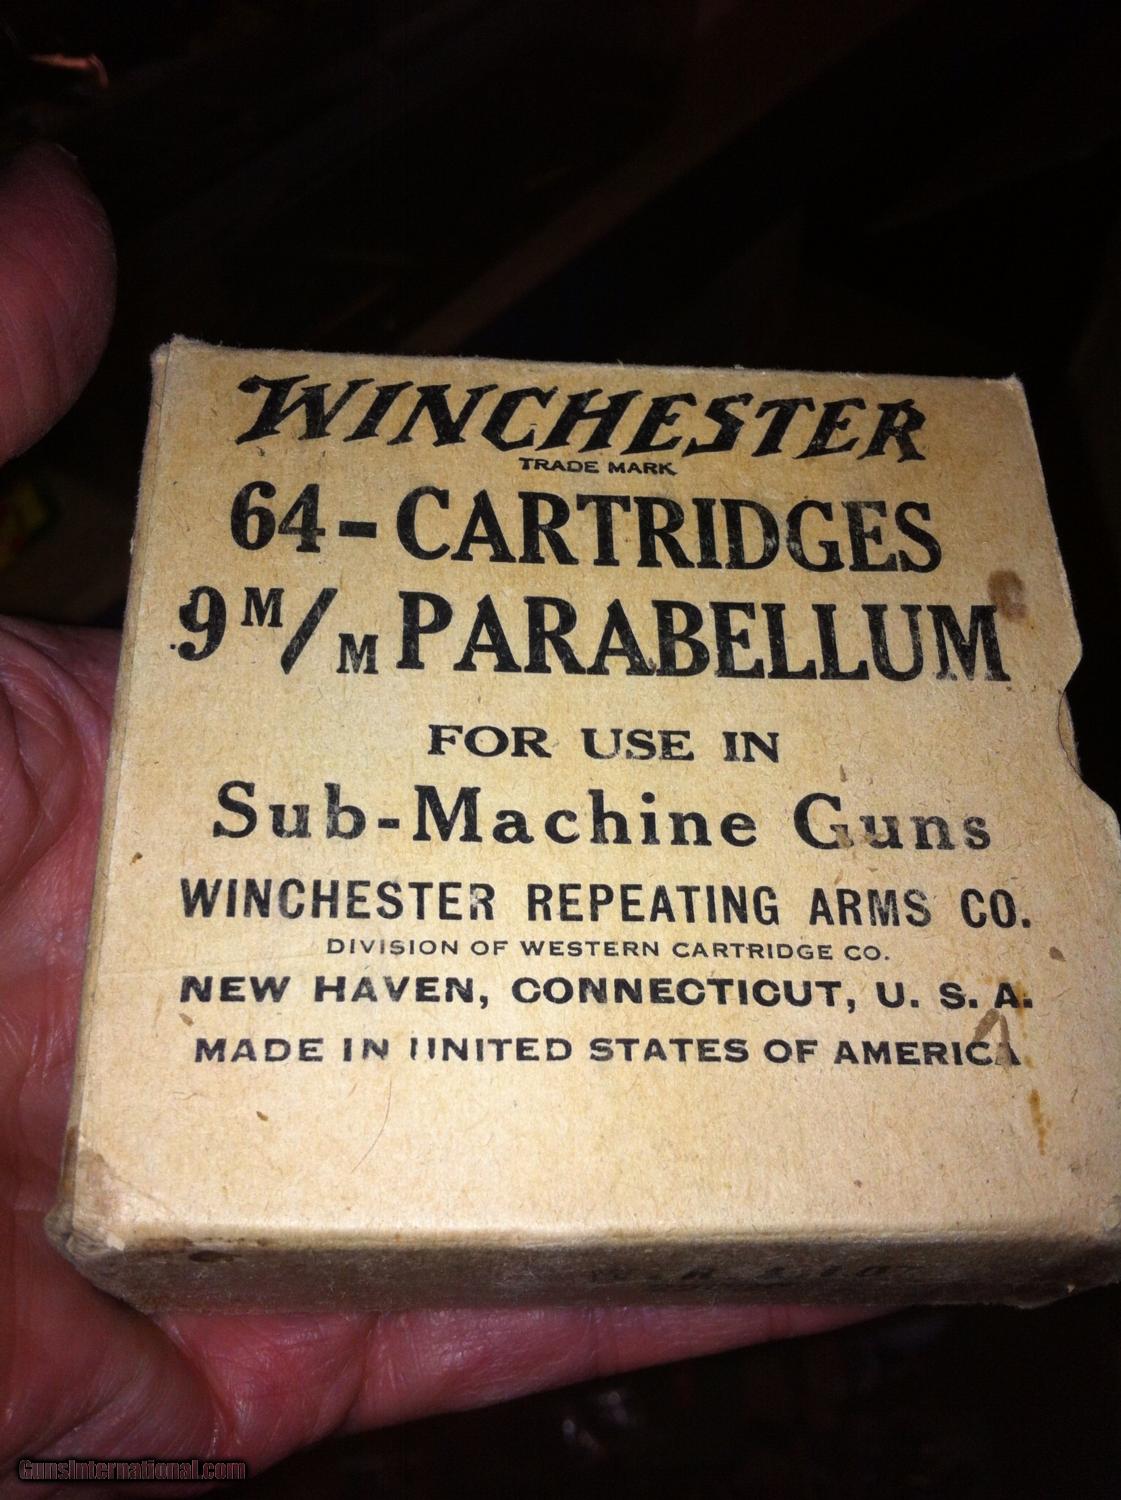 WINCHESTER
TRADE MARK
64-CARTRIDGES
9 M/M PARABELLUM
FOR USE IN
Sub-Machine Guns
WINCHESTER REPEATING ARMS CO.
DIVISION OF WESTERN CARTRIDGE CO.
NEW HAVEN, CONNECTICUT, U. S. A.
MADE IN UNITED STATES OF AMERICA
GunsInternational.com